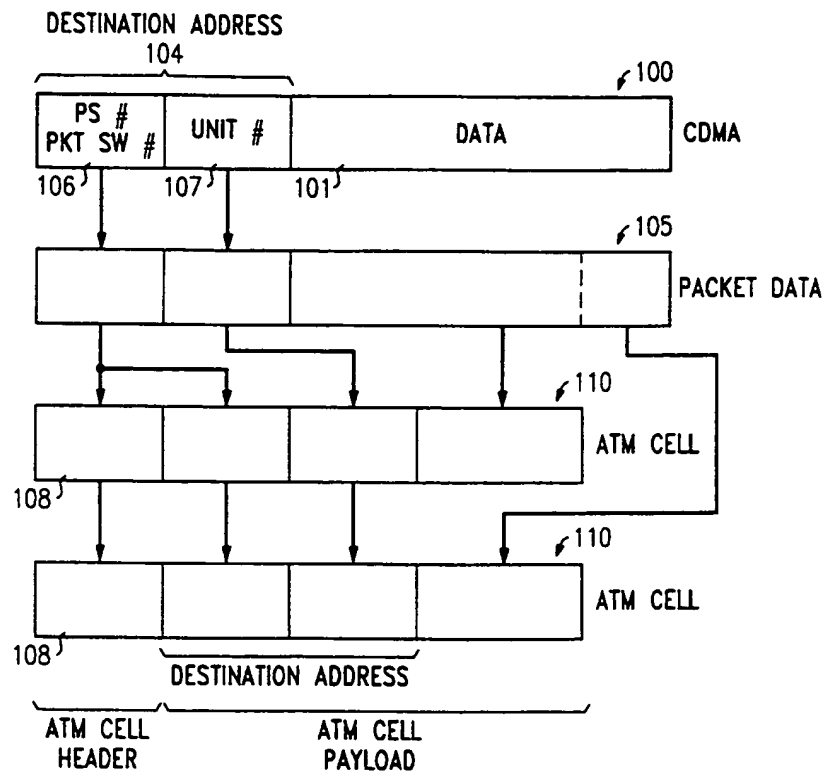 DESTINATION ADDRESS
104
100
PS #
PKT SW #
UNIT #
DATA
CDMA
106
107
101
105
PACKET DATA
110
ATM CELL
108
110
ATM CELL
108
DESTINATION ADDRESS
ATM CELL
HEADER
ATM CELL
PAYLOAD